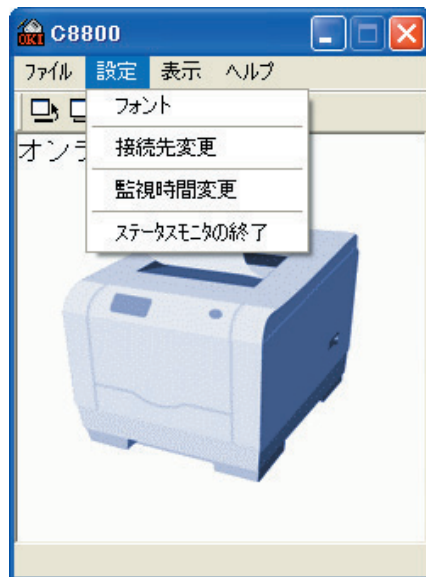 OKI C8800
ファイル 設定 表示 ヘルプ
フォント
オンラ
接続先変更
監視時間変更
ステータスモニタの終了